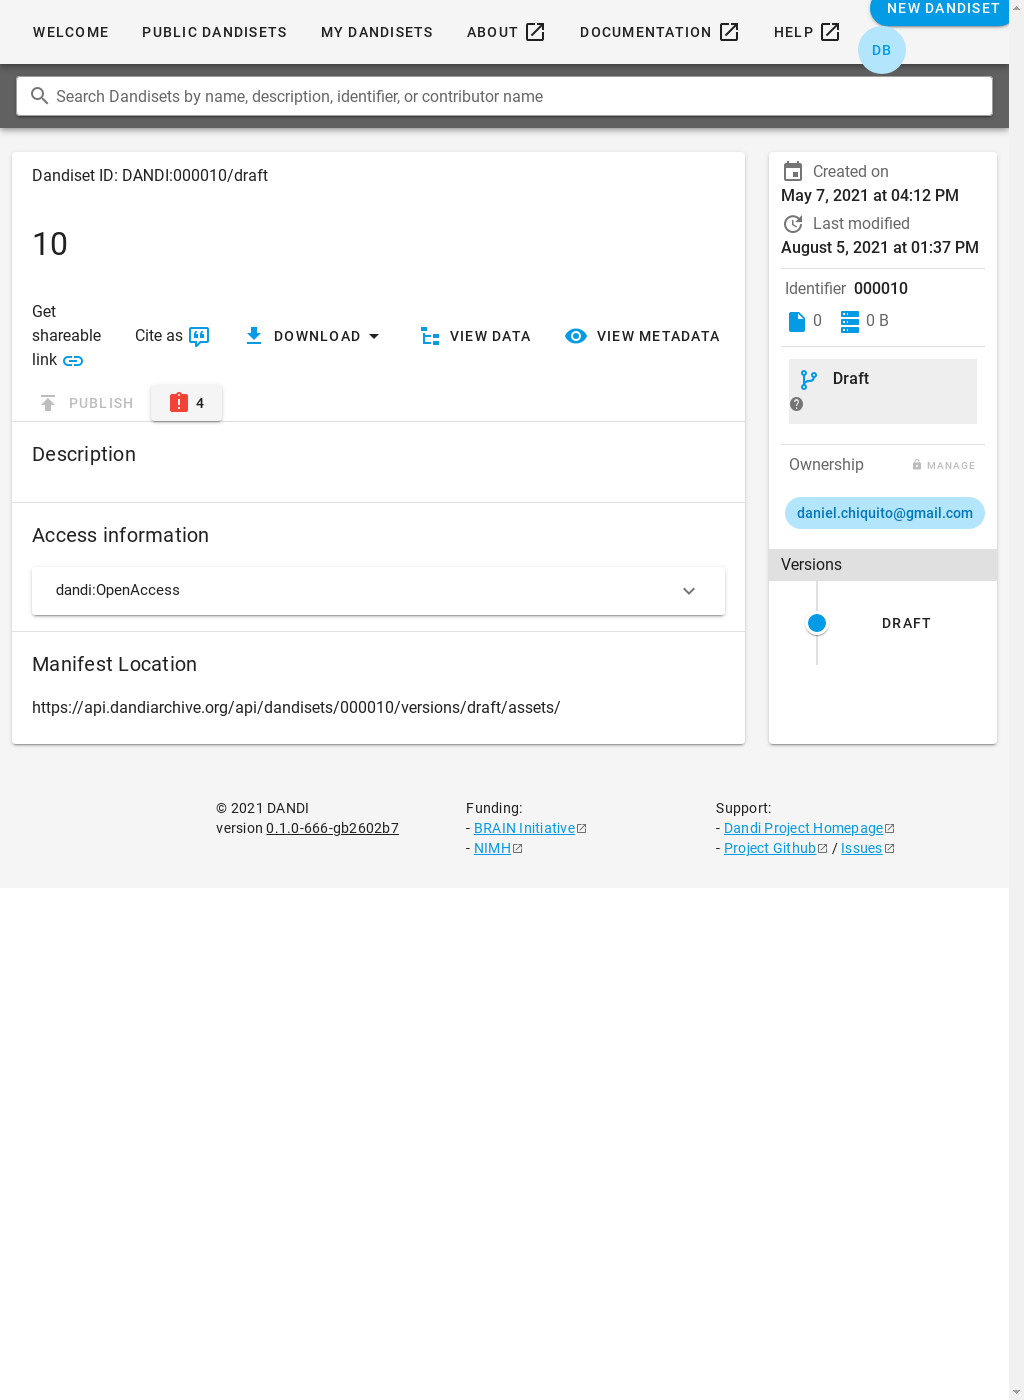 WELCOME PUBLIC DANDISETS MY DANDISETS ABOUT DOCUMENTATION HELP NEW DANDISET
DB
Search Dandisets by name, description, identifier, or contributor name
Dandiset ID: DANDI:000010/draft
10
Get
shareable
link
Cite as
DOWNLOAD
VIEW DATA
VIEW METADATA
PUBLISH
4
Description
Access information
dandi:OpenAccess
Manifest Location
https://api.dandiarchive.org/api/dandisets/000010/versions/draft/assets/
Created on
May 7, 2021 at 04:12 PM
Last modified
August 5, 2021 at 01:37 PM
Identifier 000010
0 0 B
Draft
Ownership MANAGE
daniel.chiquito@gmail.com
Versions
DRAFT
© 2021 DANDI
version 0.1.0-666-gb2602b7
Funding:
- BRAIN Initiative
- NIMH
Support:
- Dandi Project Homepage
- Project Github / Issues